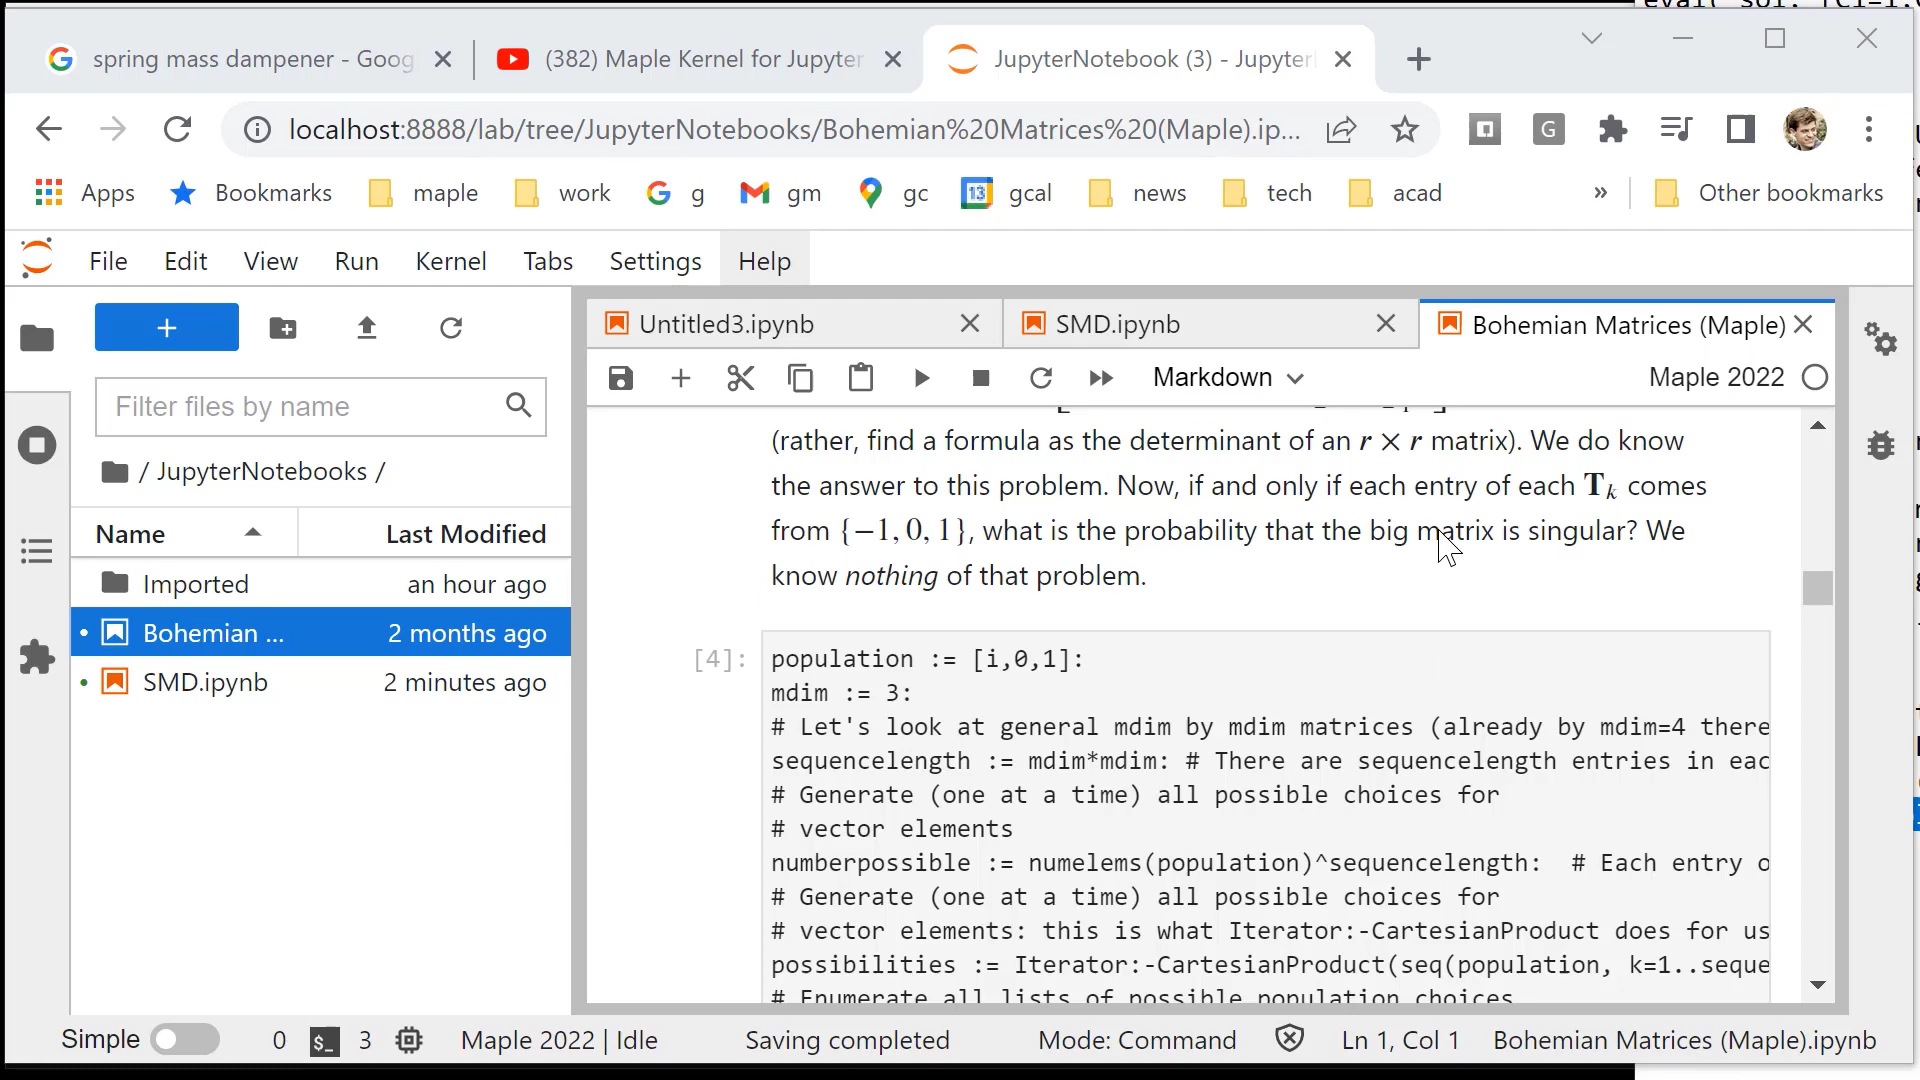 spring mass dampener - Goog
(382) Maple Kernel for Jupyter
JupyterNotebook (3) - Jupyter
localhost:8888/lab/tree/JupyterNotebooks/Bohemian%20Matrices%20(Maple).ip...
G
Apps
Bookmarks
maple
work
g
gm
gc
13
gcal
news
tech
acad
»
Other bookmarks
File
Edit
View
Run
Kernel
Tabs
Settings
Help
Untitled3.ipynb
SMD.ipynb
Bohemian Matrices (Maple)
Markdown
Maple 2022
Filter files by name
/ JupyterNotebooks /
Name
Last Modified
Imported
an hour ago
Bohemian ...
2 months ago
SMD.ipynb
2 minutes ago
(rather, find a formula as the determinant of an r × r matrix). We do know
the answer to this problem. Now, if and only if each entry of each T_k comes
from {−1, 0, 1}, what is the probability that the big matrix is singular? We
know nothing of that problem.
[4]:
population := [i,0,1]:
mdim := 3:
# Let's look at general mdim by mdim matrices (already by mdim=4 there
sequencelength := mdim*mdim: # There are sequencelength entries in eac
# Generate (one at a time) all possible choices for
# vector elements
numberpossible := numelems(population)^sequencelength:  # Each entry o
# Generate (one at a time) all possible choices for
# vector elements: this is what Iterator:-CartesianProduct does for us
possibilities := Iterator:-CartesianProduct(seq(population, k=1..seque
# Enumerate all lists of possible population choices
Simple
0
$_
3
Maple 2022 | Idle
Saving completed
Mode: Command
Ln 1, Col 1
Bohemian Matrices (Maple).ipynb